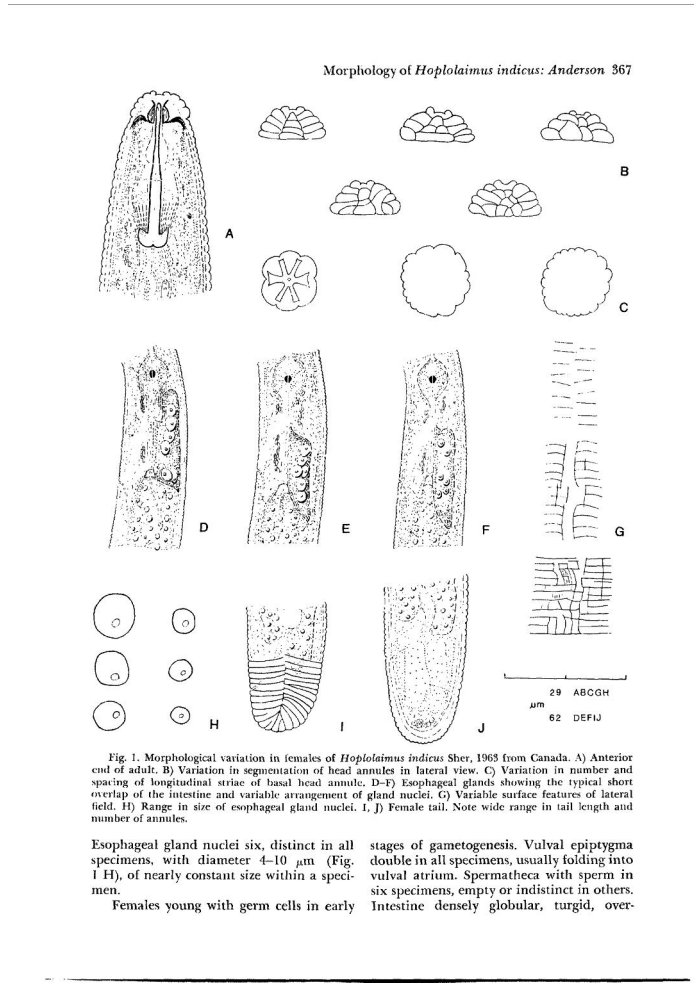 Morphology of Hoplolaimus indicus: Anderson 367
A
B
C
D
E
F
G
H
I
J
29 ABCGH
µm
62 DEFIJ
Fig. 1. Morphological variation in females of Hoplolaimus indicus Sher, 1963 from Canada. A) Anterior
end of adult. B) Variation in segmentation of head annules in lateral view. C) Variation in number and
spacing of longitudinal striae of basal head annule. D–F) Esophageal glands showing the typical short
overlap of the intestine and variable arrangement of gland nuclei. G) Variable surface features of lateral
field. H) Range in size of esophageal gland nuclei. I, J) Female tail. Note wide range in tail length and
number of annules.
Esophageal gland nuclei six, distinct in all
specimens, with diameter 4–10 µm (Fig.
1 H), of nearly constant size within a speci-
men.
Females young with germ cells in early
stages of gametogenesis. Vulval epiptygma
double in all specimens, usually folding into
vulval atrium. Spermatheca with sperm in
six specimens, empty or indistinct in others.
Intestine densely globular, turgid, over-